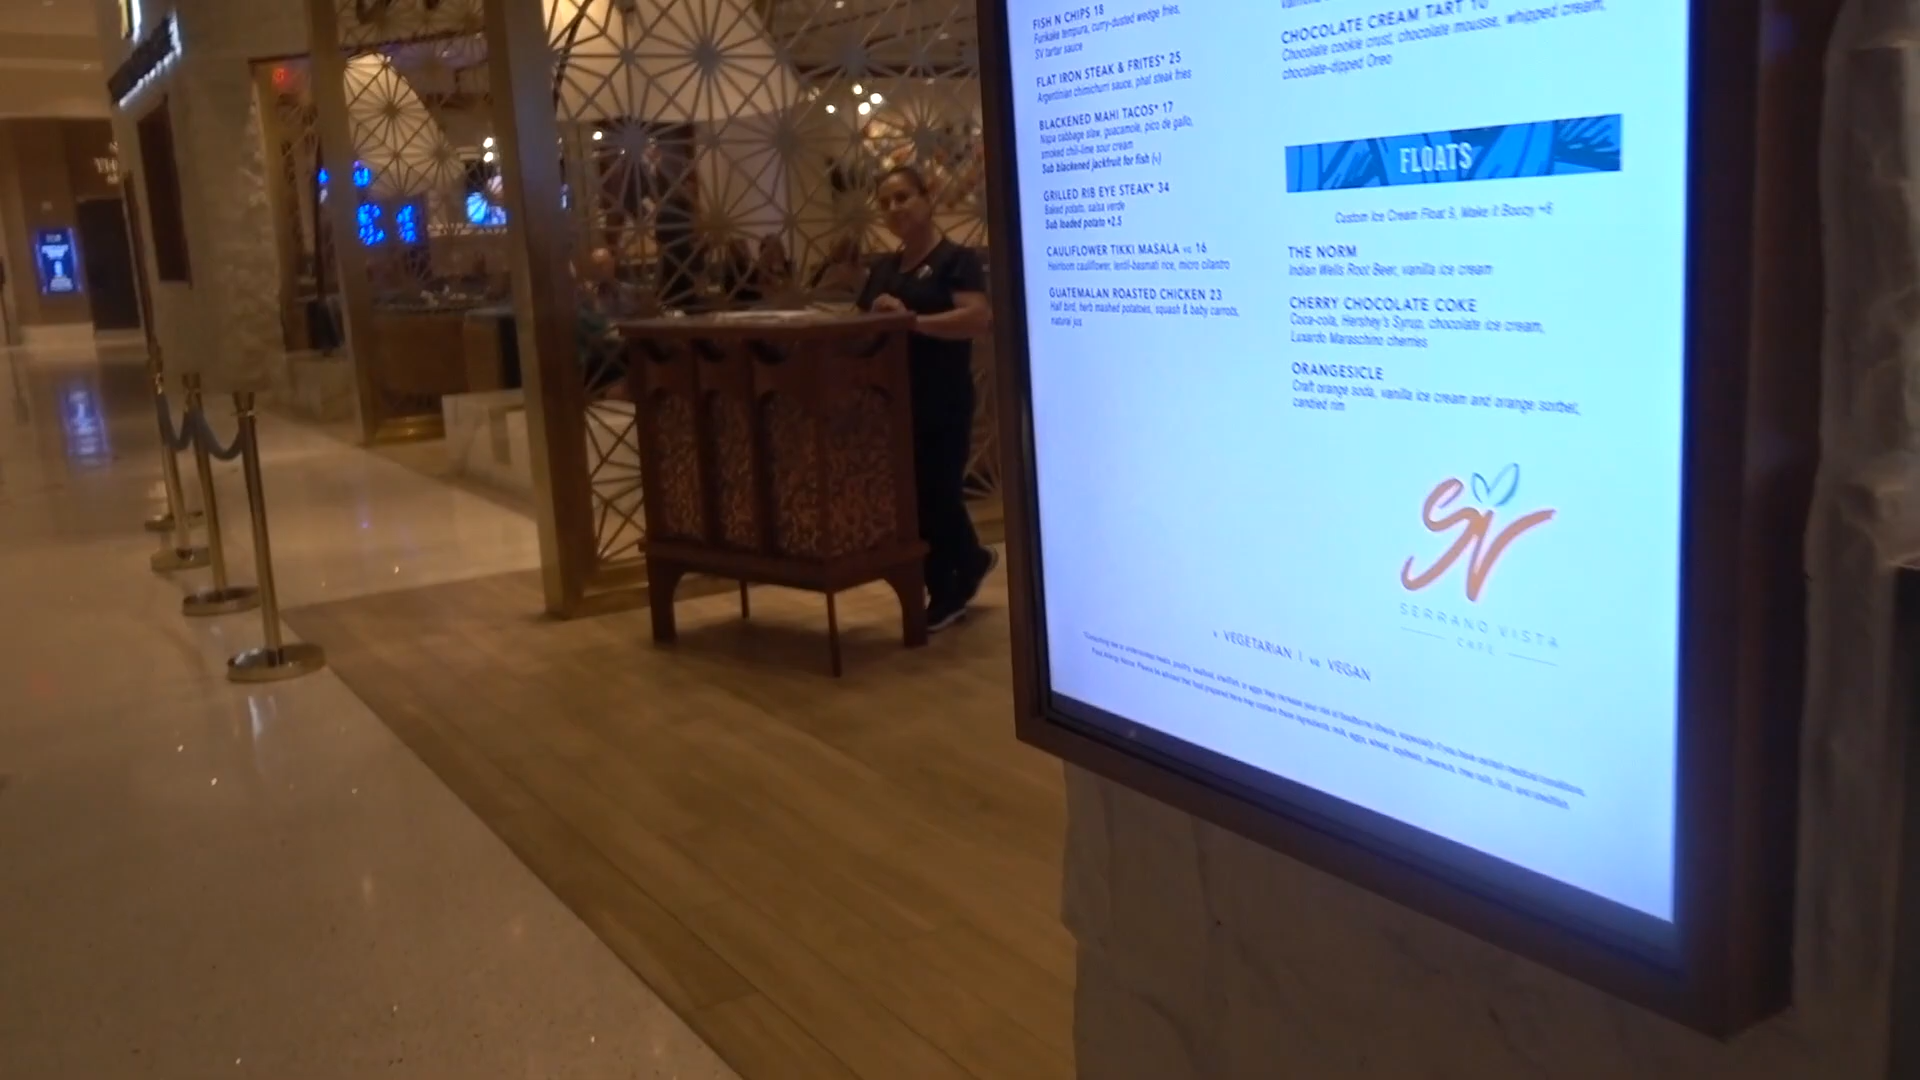 FISH N CHIPS 18
Furikake tempura, curry-dusted wedge fries,
SV tartar sauce
FLAT IRON STEAK & FRITES* 25
Argentinian chimichurri sauce, phat steak fries
BLACKENED MAHI TACOS* 17
Napa cabbage slaw, guacamole, pico de gallo,
smoked chili-lime sour cream
Sub blackened jackfruit for fish (v)
GRILLED RIB EYE STEAK* 34
Baked potato, salsa verde
Sub loaded potato +2.5
CAULIFLOWER TIKKI MASALA VG 16
Heirloom cauliflower, lentil-basmati rice, micro cilantro
GUATEMALAN ROASTED CHICKEN 23
Half bird, herb mashed potatoes, squash & baby carrots,
natural jus
CHOCOLATE CREAM TART 10
Chocolate cookie crust, chocolate mousse, whipped cream,
chocolate-dipped Oreo
FLOATS
Custom Ice Cream Float 9, Make it Boozy +6
THE NORM
Indian Wells Root Beer, vanilla ice cream
CHERRY CHOCOLATE COKE
Coca-cola, Hershey's Syrup, chocolate ice cream,
Luxardo Maraschino cherries
ORANGESICLE
Craft orange soda, vanilla ice cream and orange sorbet,
candied rim
SV
SERRANO VISTA
CAFE
V VEGETARIAN | VG VEGAN